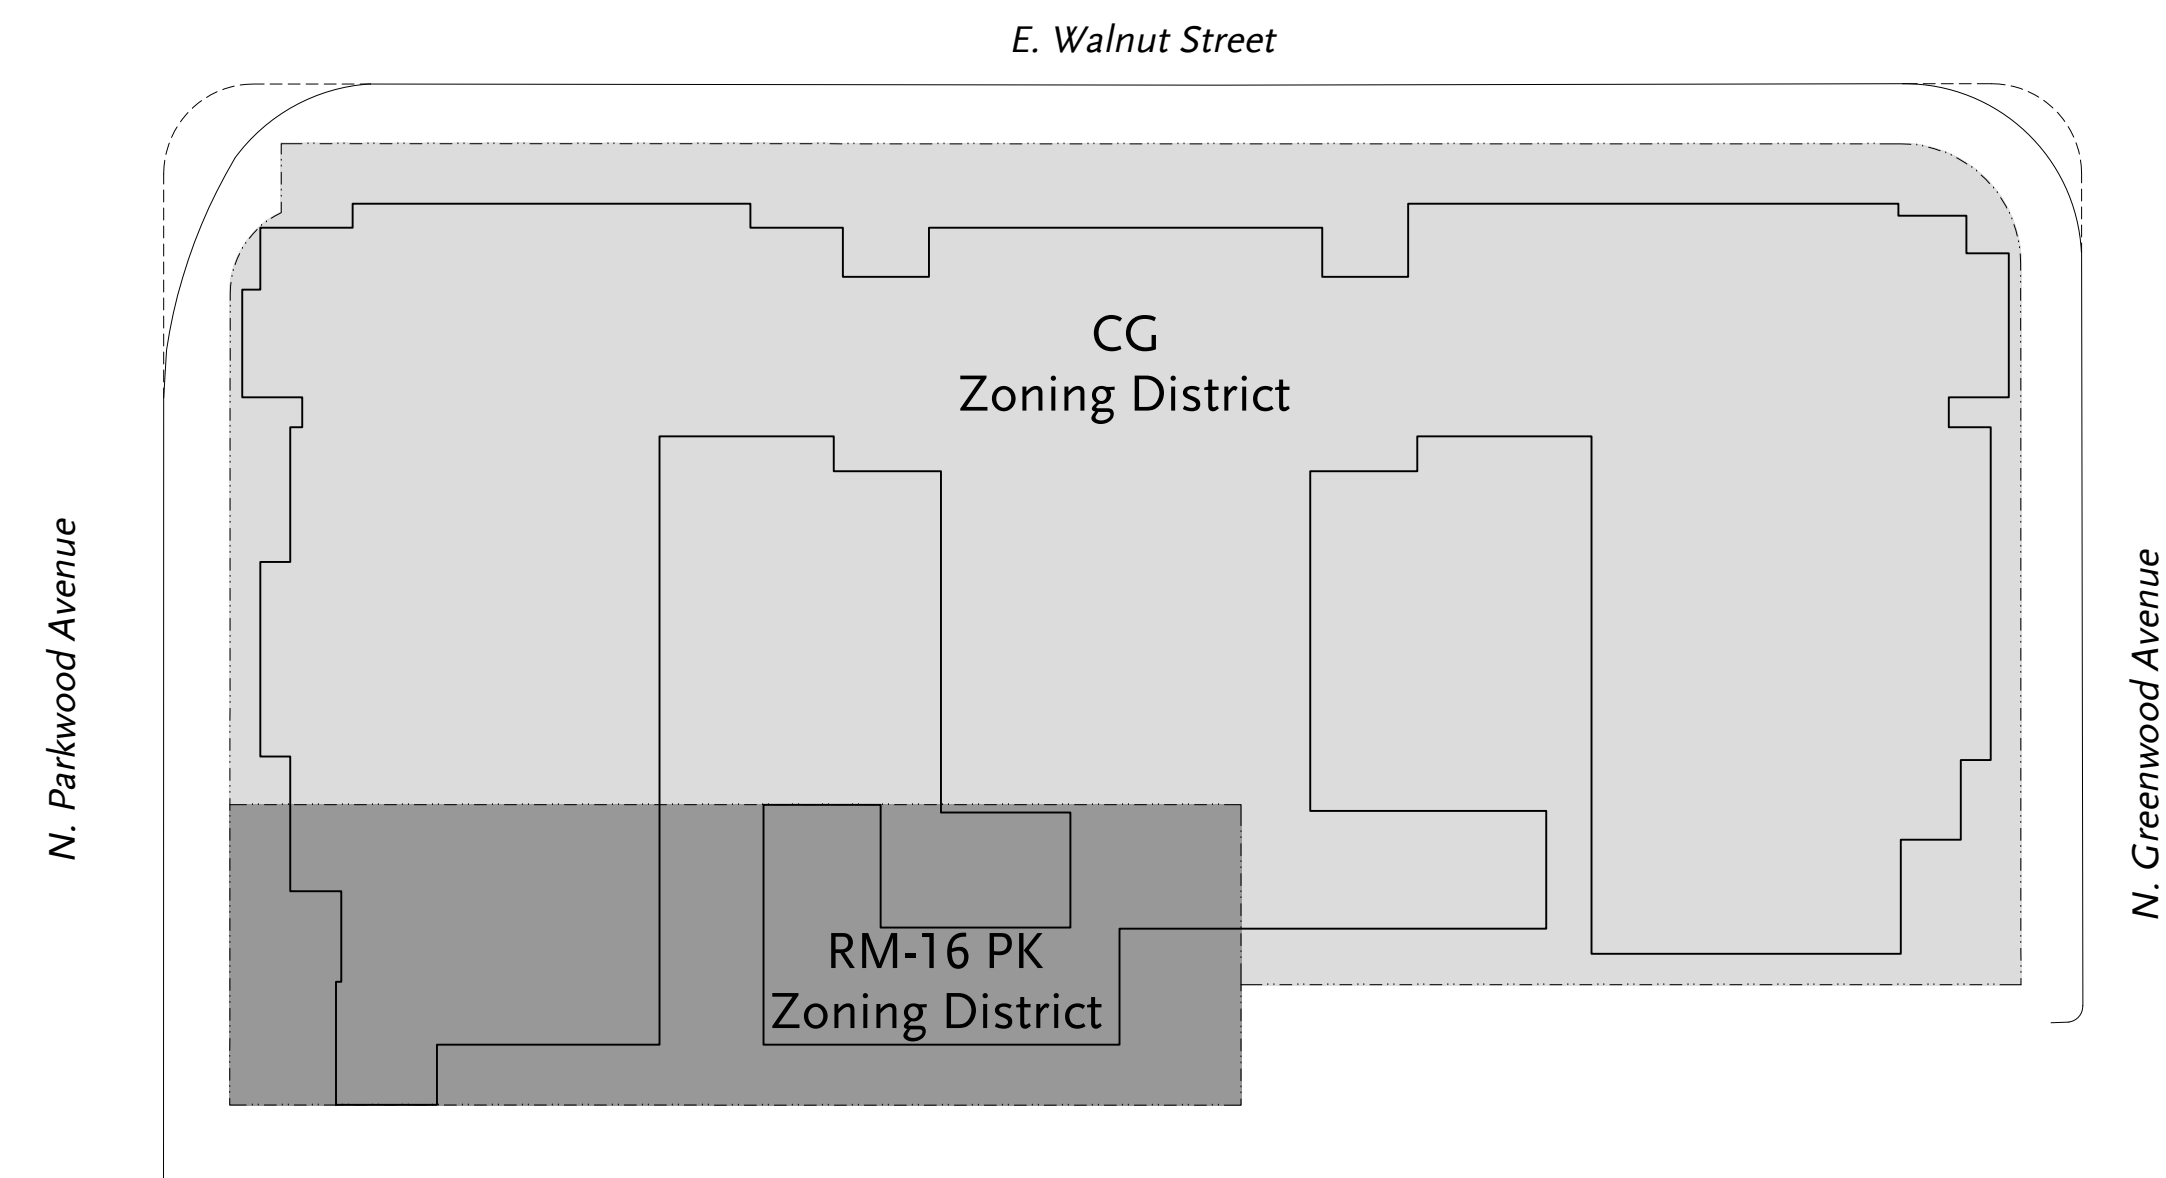 E. Walnut Street
CG
Zoning District
N. Parkwood Avenue
N. Greenwood Avenue
RM-16 PK
Zoning District